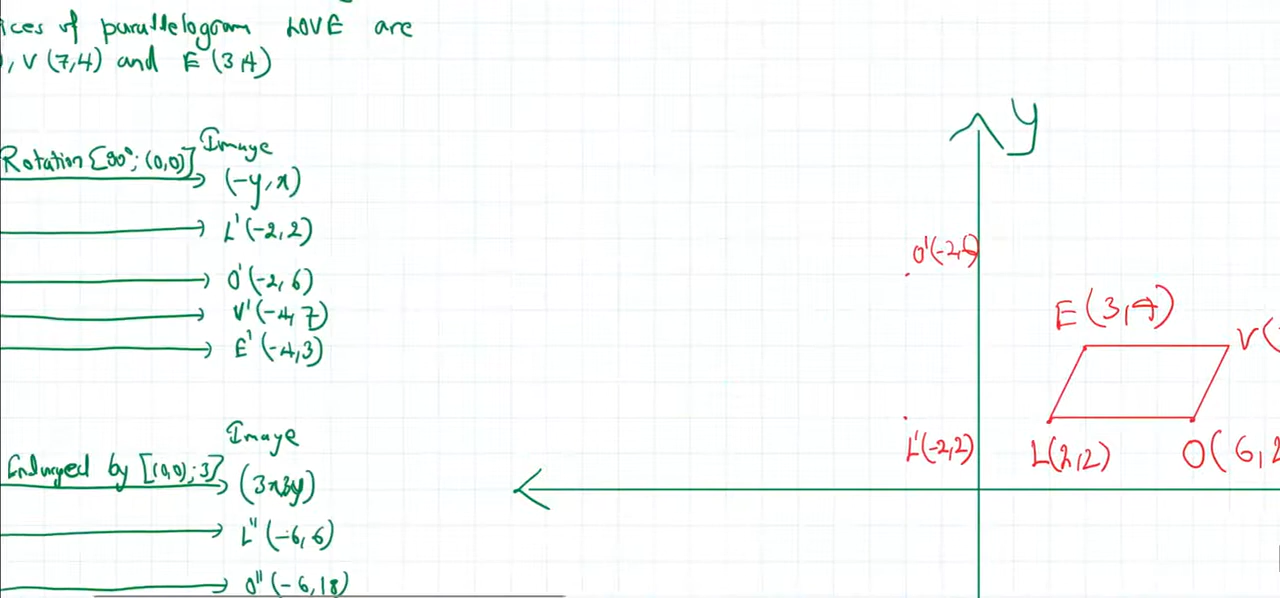 ices of parallelogram LOVE are
), V(7,4) and E(3,4)
Rotation [90°; (0,0)]
Image
(-y, x)
L'(-2,2)
O'(-2,6)
V'(-4,7)
E'(-4,3)
Image
Enlarged by [(0,0); 3]
(3x,3y)
L"(-6,6)
O"(-6,18)
y
O'(-2,6)
E(3,4)
V(
L'(-2,2)
L(2,2)
O(6,2